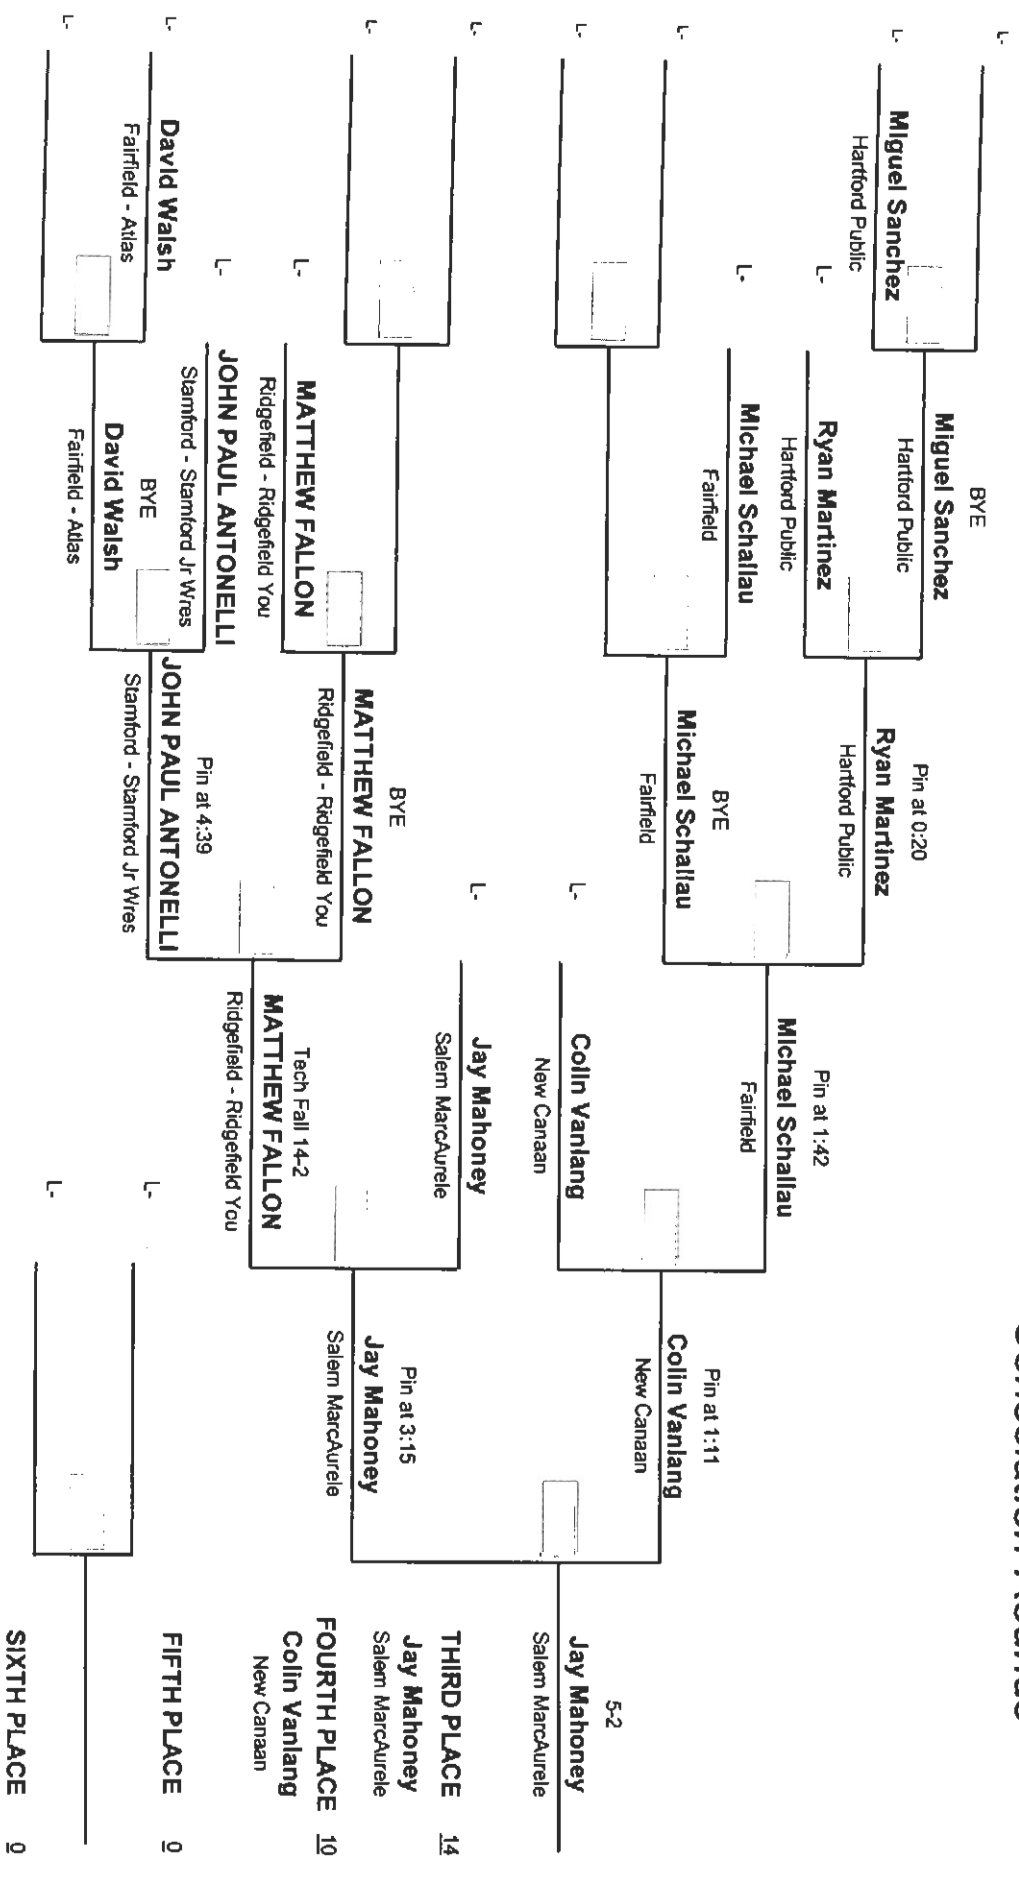 Consolation Rounds
L-
L-
Miguel Sanchez
Hartford Public
BYE
Miguel Sanchez
Hartford Public
L-
Ryan Martinez
Hartford Public
Pin at 0:20
Ryan Martinez
Hartford Public
L-
Michael Schallau
Fairfield
L-
L-
BYE
Michael Schallau
Fairfield
Pin at 1:42
Michael Schallau
Fairfield
L-
Colin Vanlang
New Canaan
Pin at 1:11
Colin Vanlang
New Canaan
5-2
Jay Mahoney
Salem MarcAurele
L-
Jay Mahoney
Salem MarcAurele
L-
L-
BYE
MATTHEW FALLON
Ridgefield - Ridgefield You
L-
MATTHEW FALLON
Ridgefield - Ridgefield You
Pin at 3:15
Jay Mahoney
Salem MarcAurele
Tech Fall 14-2
MATTHEW FALLON
Ridgefield - Ridgefield You
L-
JOHN PAUL ANTONELLI
Stamford - Stamford Jr Wres
Pin at 4:39
JOHN PAUL ANTONELLI
Stamford - Stamford Jr Wres
L-
David Walsh
Fairfield - Atlas
BYE
David Walsh
Fairfield - Atlas
L-
THIRD PLACE 14
Jay Mahoney
Salem MarcAurele
FOURTH PLACE 10
Colin Vanlang
New Canaan
L-
FIFTH PLACE 0
L-
SIXTH PLACE 0